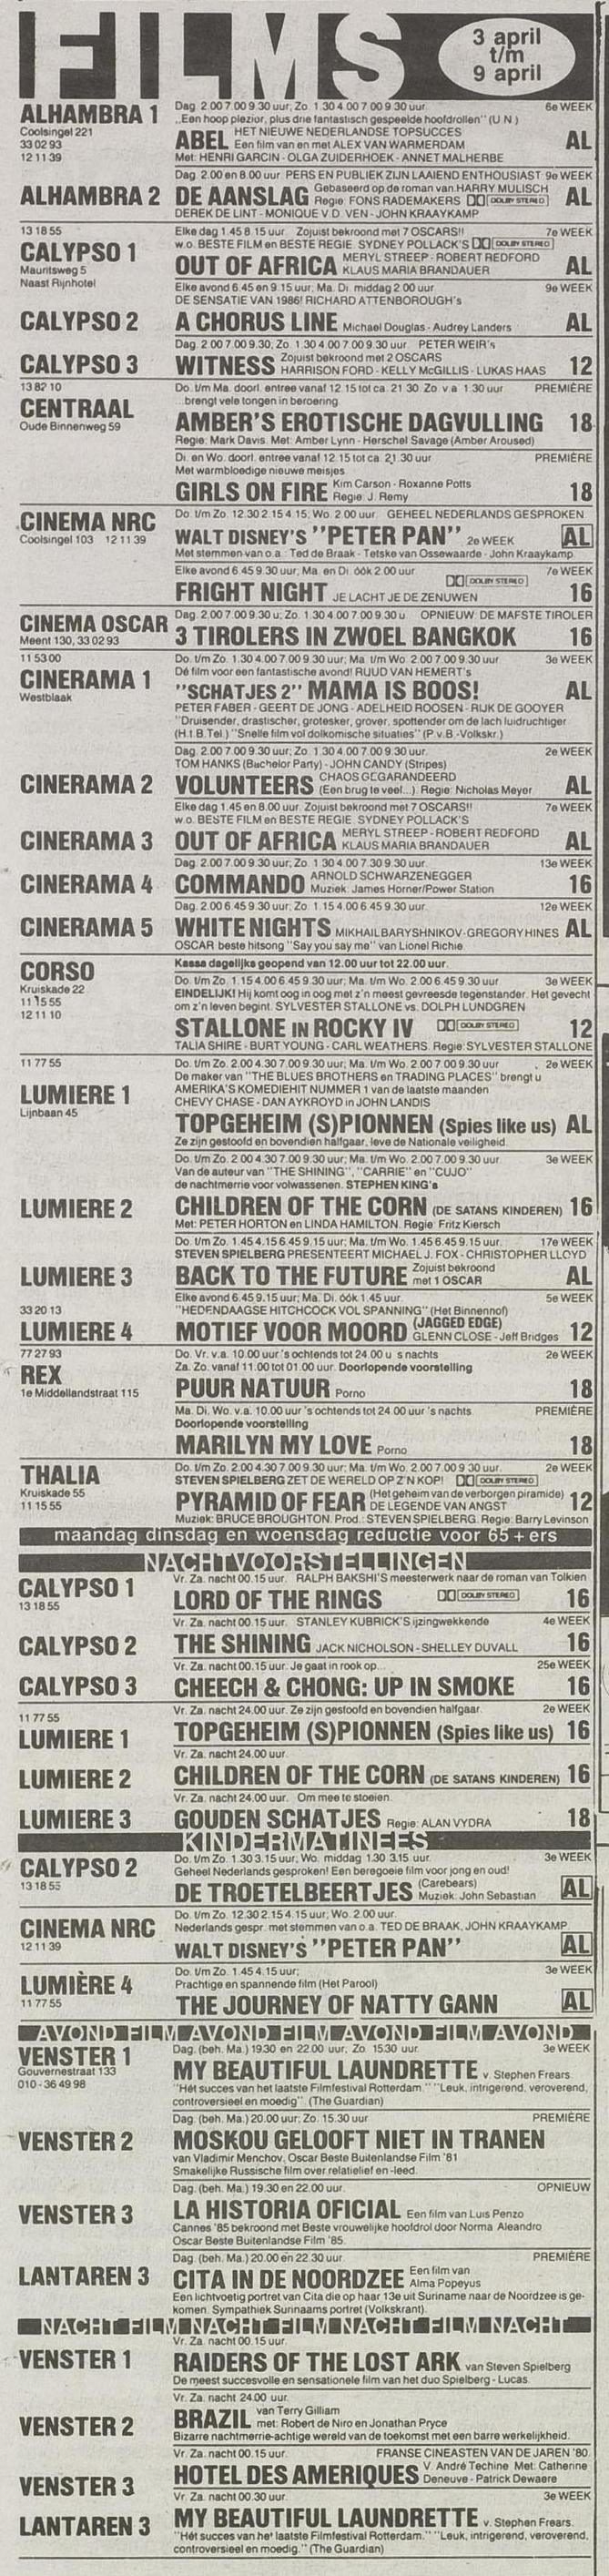 FILMS
3 april
t/m
9 april
ALHAMBRA 1
Coolsingel 221
33 02 93
12 11 39
Dag. 2.00 7.00 9.30 uur; Zo. 1.30 4.00 7.00 9.30 uur. 6e WEEK
„Een hoop plezier, plus drie fantastisch gespeelde hoofdrollen" (U.N.)
HET NIEUWE NEDERLANDSE TOPSUCCES
ABEL Een film van en met ALEX VAN WARMERDAM AL
Met: HENRI GARCIN - OLGA ZUIDERHOEK - ANNET MALHERBE
Dag. 2.00 en 8.00 uur PERS EN PUBLIEK ZIJN LAAIEND ENTHOUSIAST 9e WEEK
ALHAMBRA 2 DE AANSLAG Gebaseerd op de roman van HARRY MULISCH AL
Regie: FONS RADEMAKERS DOLBY STEREO
DEREK DE LINT - MONIQUE V.D. VEN - JOHN KRAAYKAMP
13 18 55
CALYPSO 1
Mauritsweg 5
Naast Rijnhotel
Elke dag 1.45 8.15 uur. Zojuist bekroond met 7 OSCARS!! 7e WEEK
w.o. BESTE FILM en BESTE REGIE. SYDNEY POLLACK'S DOLBY STEREO
OUT OF AFRICA MERYL STREEP - ROBERT REDFORD
KLAUS MARIA BRANDAUER AL
Elke avond 6.45 en 9.15 uur; Ma. Di. middag 2.00 uur 9e WEEK
DE SENSATIE VAN 1986! RICHARD ATTENBOROUGH's
CALYPSO 2 A CHORUS LINE Michael Douglas - Audrey Landers AL
Dag. 2.00 7.00 9.30; Zo. 1.30 4.00 7.00 9.30 uur. PETER WEIR's
CALYPSO 3 WITNESS Zojuist bekroond met 2 OSCARS
HARRISON FORD - KELLY McGILLIS - LUKAS HAAS 12
13 82 10
CENTRAAL
Oude Binnenweg 59
Do. t/m Ma. doorl. entree vanaf 12.15 tot ca. 21.30. Zo. v.a. 1.30 uur PREMIÈRE
...brengt vele tongen in beroering
AMBER'S EROTISCHE DAGVULLING 18
Regie: Mark Davis. Met: Amber Lynn - Herschel Savage (Amber Aroused)
Di. en Wo. doorl. entree vanaf 12.15 tot ca. 21.30 uur PREMIÈRE
Met warmbloedige nieuwe meisjes
GIRLS ON FIRE Kim Carson - Roxanne Potts
Regie: J. Remy 18
CINEMA NRC
Coolsingel 103 12 11 39
Do. t/m Zo. 12.30 2.15 4.15; Wo. 2.00 uur. GEHEEL NEDERLANDS GESPROKEN
WALT DISNEY'S "PETER PAN" 2e WEEK AL
Met stemmen van o.a.: Ted de Braak - Tetske van Ossewaarde - John Kraaykamp
Elke avond 6.45 9.30 uur; Ma. en Di. óók 2.00 uur. 7e WEEK
DOLBY STEREO
FRIGHT NIGHT JE LACHT JE DE ZENUWEN 16
CINEMA OSCAR
Meent 130, 33 02 93
Dag. 2.00 7.00 9.30 u; Zo. 1.30 4.00 7.00 9.30 u. OPNIEUW: DE MAFSTE TIROLER
3 TIROLERS IN ZWOEL BANGKOK 16
11 53 00
CINERAMA 1
Westblaak
Do. t/m Zo. 1.30 4.00 7.00 9.30 uur; Ma. t/m Wo. 2.00 7.00 9.30 uur 3e WEEK
Dé film voor een fantastische avond! RUUD VAN HEMERT's
"SCHATJES 2" MAMA IS BOOS! AL
PETER FABER - GEERT DE JONG - ADELHEID ROOSEN - RIJK DE GOOYER
"Druisender, drastischer, grotesker, grover, spottender om de lach luidruchtiger
(H.t.B.Tel.) "Snelle film vol dolkomische situaties" (P.v.B.-Volkskr.)
Dag. 2.00 7.00 9.30 uur; Zo. 1.30 4.00 7.00 9.30 uur. 2e WEEK
TOM HANKS (Bachelor Party) - JOHN CANDY (Stripes)
CINERAMA 2 VOLUNTEERS CHAOS GEGARANDEERD
(Een brug te veel...) Regie: Nicholas Meyer AL
Elke dag 1.45 en 8.00 uur. Zojuist bekroond met 7 OSCARS!! 7e WEEK
w.o. BESTE FILM en BESTE REGIE. SYDNEY POLLACK'S
CINERAMA 3 OUT OF AFRICA MERYL STREEP - ROBERT REDFORD
KLAUS MARIA BRANDAUER AL
Dag. 2.00 7.00 9.30 uur; Zo. 1.30 4.00 7.30 9.30 uur. 13e WEEK
CINERAMA 4 COMMANDO ARNOLD SCHWARZENEGGER
Muziek: James Horner/Power Station 16
Dag. 2.00 6.45 9.30 uur; Zo. 1.15 4.00 6.45 9.30 uur. 12e WEEK
CINERAMA 5 WHITE NIGHTS MIKHAIL BARYSHNIKOV - GREGORY HINES AL
OSCAR beste hitsong "Say you say me" van Lionel Richie
CORSO
Kruiskade 22
11 15 55
12 11 10
Kassa dagelijks geopend van 12.00 uur tot 22.00 uur.
Do. t/m Zo. 1.15 4.00 6.45 9.30 uur; Ma. t/m Wo. 2.00 6.45 9.30 uur 3e WEEK
EINDELIJK! Hij komt oog in oog met z'n meest gevreesde tegenstander. Het gevecht
om z'n leven begint. SYLVESTER STALLONE vs. DOLPH LUNDGREN
STALLONE IN ROCKY IV DOLBY STEREO 12
TALIA SHIRE - BURT YOUNG - CARL WEATHERS. Regie: SYLVESTER STALLONE
11 77 55
LUMIERE 1
Lijnbaan 45
Do. t/m Zo. 2.00 4.30 7.00 9.30 uur; Ma. t/m Wo. 2.00 7.00 9.30 uur 2e WEEK
De maker van "THE BLUES BROTHERS en TRADING PLACES" brengt u
AMERIKA'S KOMEDIEHIT NUMMER 1 van de laatste maanden
CHEVY CHASE - DAN AYKROYD in JOHN LANDIS
TOPGEHEIM (S)PIONNEN (Spies like us) AL
Ze zijn gestoofd en bovendien halfgaar, leve de Nationale veiligheid.
Do. t/m Zo. 2.00 4.30 7.00 9.30 uur; Ma. t/m Wo. 2.00 7.00 9.30 uur. 3e WEEK
Van de auteur van "THE SHINING", "CARRIE" en "CUJO"
de nachtmerrie voor volwassenen. STEPHEN KING's
LUMIERE 2 CHILDREN OF THE CORN (DE SATANS KINDEREN) 16
Met: PETER HORTON en LINDA HAMILTON. Regie: Fritz Kiersch
Do. t/m Zo. 1.45 4.15 6.45 9.15 uur; Ma. t/m Wo. 1.45 6.45 9.15 uur. 17e WEEK
STEVEN SPIELBERG PRESENTEERT MICHAEL J. FOX - CHRISTOPHER LLOYD
LUMIERE 3 BACK TO THE FUTURE Zojuist bekroond
met 1 OSCAR AL
Elke avond 6.45 9.15 uur; Ma. Di. óók 1.45 uur. 5e WEEK
33 20 13
"HEDENDAAGSE HITCHCOCK VOL SPANNING" (Het Binnenhof)
LUMIERE 4 MOTIEF VOOR MOORD (JAGGED EDGE)
GLENN CLOSE - Jeff Bridges 12
77 27 93
REX
1e Middellandstraat 115
Do. Vr. v.a. 10.00 uur 's ochtends tot 24.00 u. s nachts 2e WEEK
Za. Zo. vanaf 11.00 tot 01.00 uur. Doorlopende voorstelling
PUUR NATUUR Porno 18
Ma. Di. Wo. v.a. 10.00 uur 's ochtends tot 24.00 uur 's nachts PREMIÈRE
Doorlopende voorstelling
MARILYN MY LOVE Porno 18
THALIA
Kruiskade 55
11 15 55
Do. t/m Zo. 2.00 4.30 7.00 9.30 uur; Ma. t/m Wo. 2.00 7.00 9.30 uur. 2e WEEK
STEVEN SPIELBERG ZET DE WERELD OP Z'N KOP! DOLBY STEREO
PYRAMID OF FEAR (Het geheim van de verborgen piramide)
DE LEGENDE VAN ANGST 12
Muziek: BRUCE BROUGHTON. Prod.: STEVEN SPIELBERG. Regie: Barry Levinson
maandag dinsdag en woensdag reductie voor 65+ers
NACHTVOORSTELLINGEN
CALYPSO 1
13 18 55
Vr. Za. nacht 00.15 uur. RALPH BAKSHI'S meesterwerk naar de roman van Tolkien
LORD OF THE RINGS DOLBY STEREO 16
Vr. Za. nacht 00.15 uur. STANLEY KUBRICK'S ijzingwekkende 4e WEEK
CALYPSO 2 THE SHINING JACK NICHOLSON - SHELLEY DUVALL 16
Vr. Za. nacht 00.15 uur. Je gaat in rook op... 25e WEEK
CALYPSO 3 CHEECH & CHONG: UP IN SMOKE 16
11 77 55
Vr. Za. nacht 24.00 uur. Ze zijn gestoofd en bovendien halfgaar. 2e WEEK
LUMIERE 1 TOPGEHEIM (S)PIONNEN (Spies like us) 16
Vr. Za. nacht 24.00 uur.
LUMIERE 2 CHILDREN OF THE CORN (DE SATANS KINDEREN) 16
Vr. Za. nacht 24.00 uur. Om mee te stoeien.
LUMIERE 3 GOUDEN SCHATJES Regie: ALAN VYDRA 18
KINDERMATINEES
CALYPSO 2
13 18 55
Do. t/m Zo. 1.30 3.15 uur; Wo. middag 1.30 3.15 uur. 3e WEEK
Geheel Nederlands gesproken! Een beregoeie film voor jong en oud!
DE TROETELBEERTJES (Carebears)
Muziek: John Sebastian AL
CINEMA NRC
12 11 39
Do. t/m Zo. 12.30 2.15 4.15 uur; Wo. 2.00 uur.
Nederlands gespr. met stemmen van o.a. TED DE BRAAK, JOHN KRAAYKAMP
WALT DISNEY'S "PETER PAN" AL
LUMIÈRE 4
11 77 55
Do. t/m Zo. 1.45 4.15 uur; 3e WEEK
Prachtige en spannende film (Het Parool)
THE JOURNEY OF NATTY GANN AL
AVOND FILM AVOND FILM AVOND FILM AVOND
VENSTER 1
Gouvernestraat 133
010 - 36 49 98
Dag. (beh. Ma.) 19.30 en 22.00 uur; Zo. 15.30 uur. 3e WEEK
MY BEAUTIFUL LAUNDRETTE v. Stephen Frears.
"Hét succes van het laatste Filmfestival Rotterdam." "Leuk, intrigerend, veroverend,
controversieel en moedig". (The Guardian)
Dag. (beh. Ma.) 20.00 uur; Zo. 15.30 uur PREMIÈRE
VENSTER 2 MOSKOU GELOOFT NIET IN TRANEN
van Vladimir Menchov, Oscar Beste Buitenlandse Film '81
Smakelijke Russische film over relatielief en -leed.
Dag. (beh. Ma.) 19.30 en 22.00 uur. OPNIEUW
VENSTER 3 LA HISTORIA OFICIAL Een film van Luis Penzo
Cannes '85 bekroond met Beste vrouwelijke hoofdrol door Norma Aleandro
Oscar Beste Buitenlandse Film '85.
Dag. (beh. Ma.) 20.00 en 22.30 uur. PREMIÈRE
LANTAREN 3 CITA IN DE NOORDZEE Een film van
Alma Popeyus
Een lichtvoetig portret van Cita die op haar 13e uit Suriname naar de Noordzee is ge-
komen. Sympathiek Surinaams portret (Volkskrant).
NACHT FILM NACHT FILM NACHT FILM NACHT
Vr. Za. nacht 00.15 uur.
VENSTER 1 RAIDERS OF THE LOST ARK van Steven Spielberg
De meest succesvolle en sensationele film van het duo Spielberg - Lucas.
Vr. Za. nacht 24.00 uur.
VENSTER 2 BRAZIL van Terry Gilliam
met: Robert de Niro en Jonathan Pryce
Bizarre nachtmerrie-achtige wereld van de toekomst met een barre werkelijkheid.
Vr. Za. nacht 00.15 uur. FRANSE CINEASTEN VAN DE JAREN '80.
VENSTER 3 HOTEL DES AMERIQUES V. André Techine Met: Catherine
Deneuve - Patrick Dewaere
Vr. Za. nacht 00.30 uur. 3e WEEK
LANTAREN 3 MY BEAUTIFUL LAUNDRETTE v. Stephen Frears.
"Hét succes van het laatste Filmfestival Rotterdam." "Leuk, intrigerend, veroverend,
controversieel en moedig." (The Guardian)